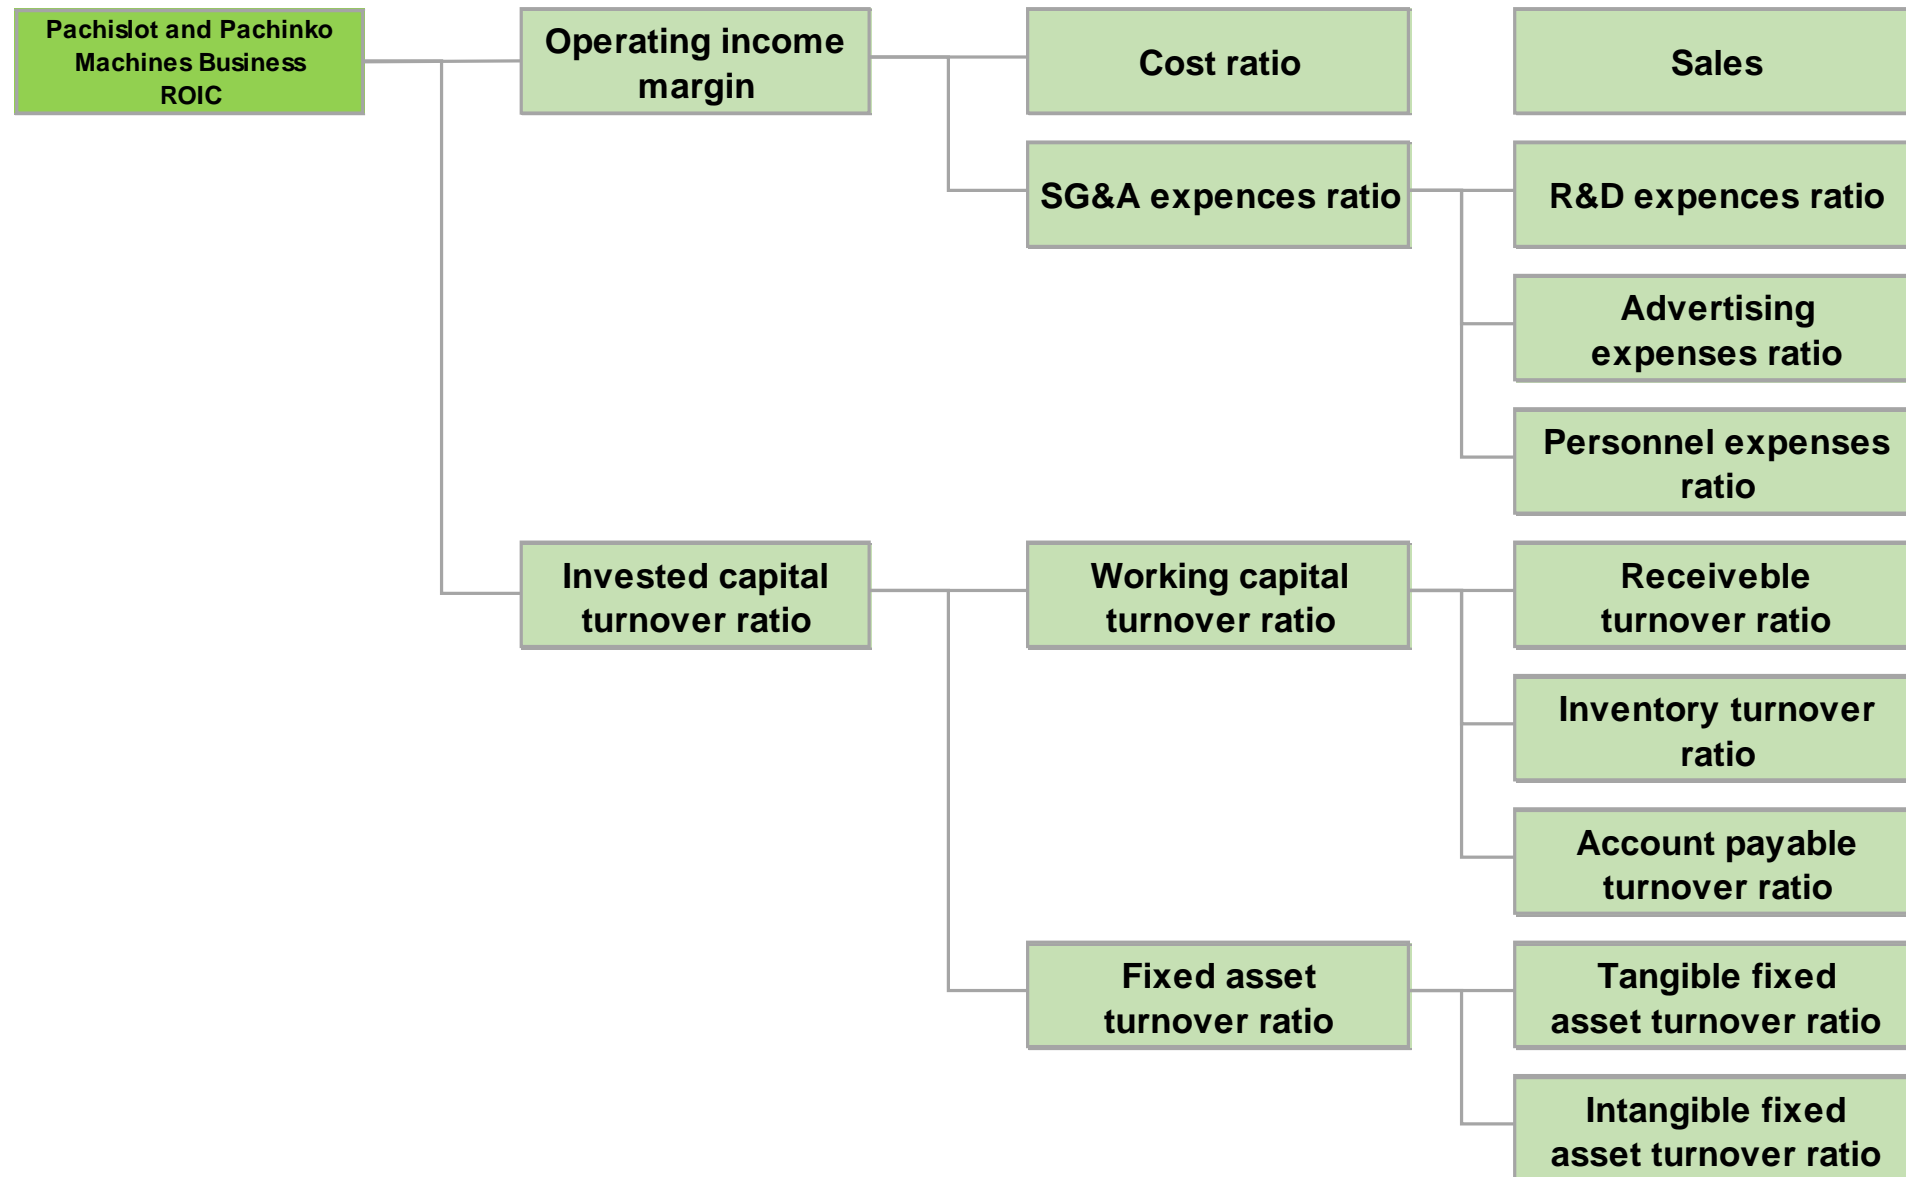 Pachislot and Pachinko
Machines Business
ROIC
Operating income
margin
Cost ratio
Sales
SG&A expences ratio
R&D expences ratio
Advertising
expenses ratio
Personnel expenses
ratio
Invested capital
turnover ratio
Working capital
turnover ratio
Receiveble
turnover ratio
Inventory turnover
ratio
Account payable
turnover ratio
Fixed asset
turnover ratio
Tangible fixed
asset turnover ratio
Intangible fixed
asset turnover ratio